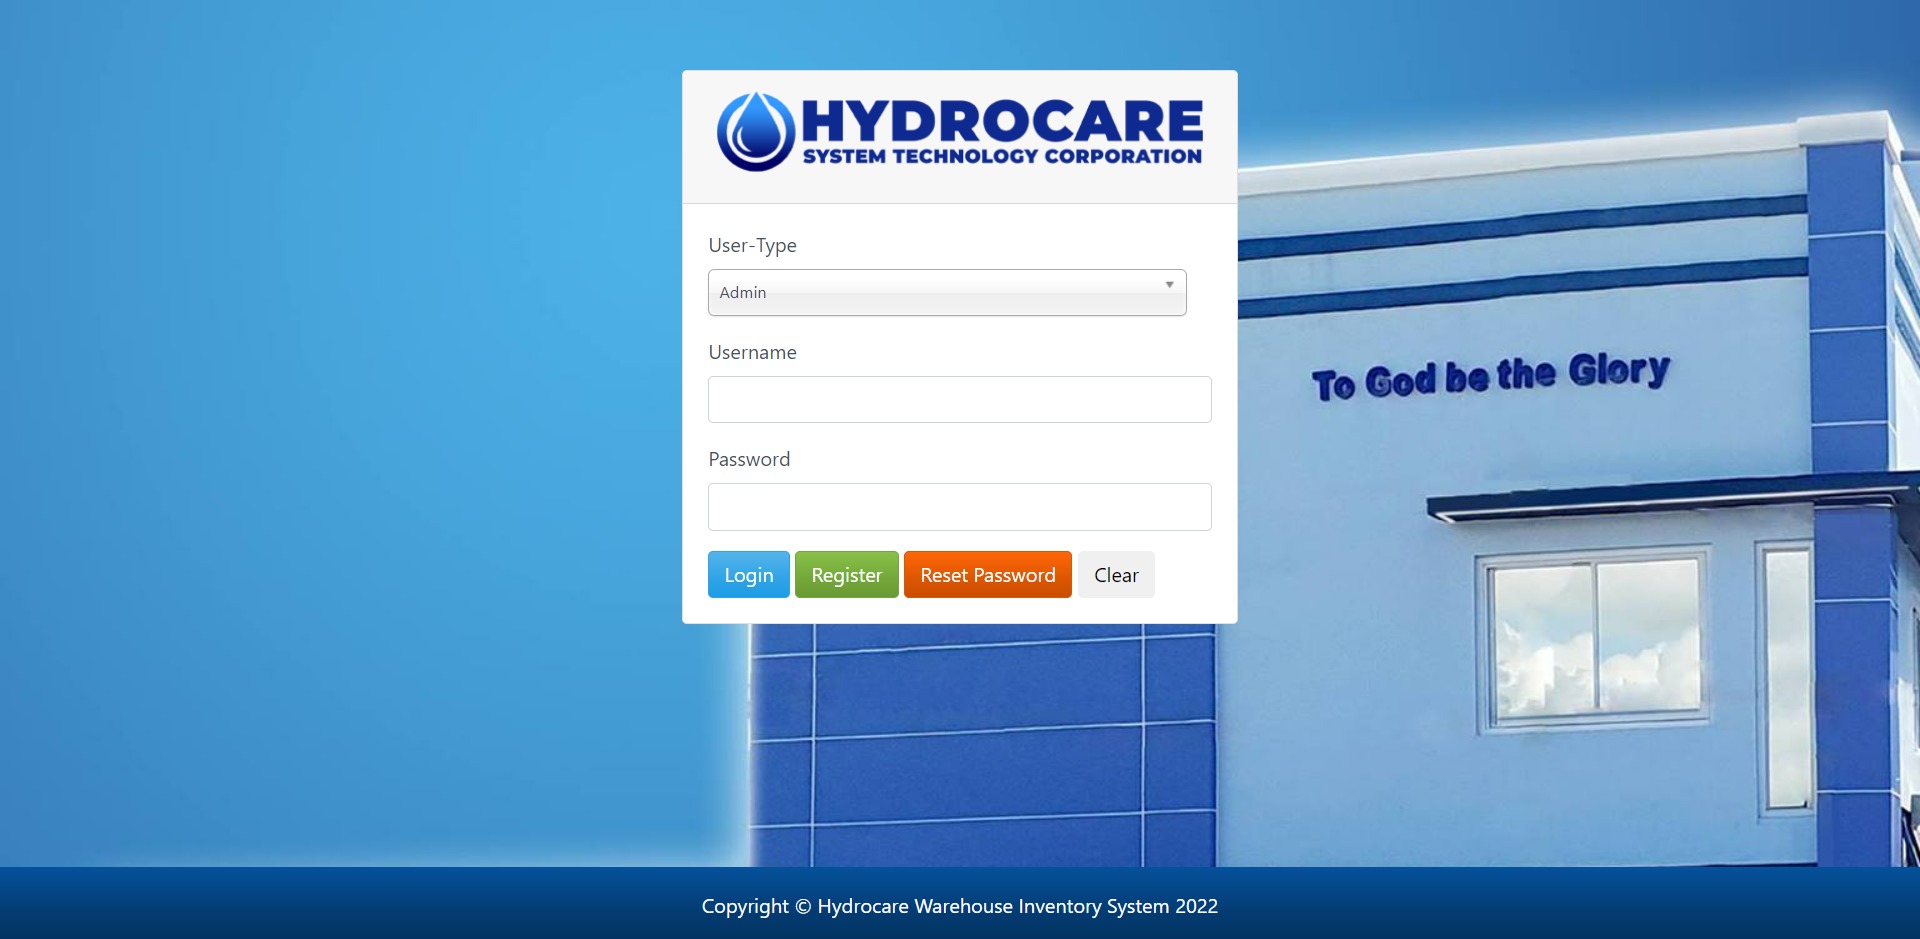 HYDROCARE
SYSTEM TECHNOLOGY CORPORATION
User-Type
Admin
Username
Password
Login Register Reset Password Clear
To God be the Glory
Copyright © Hydrocare Warehouse Inventory System 2022